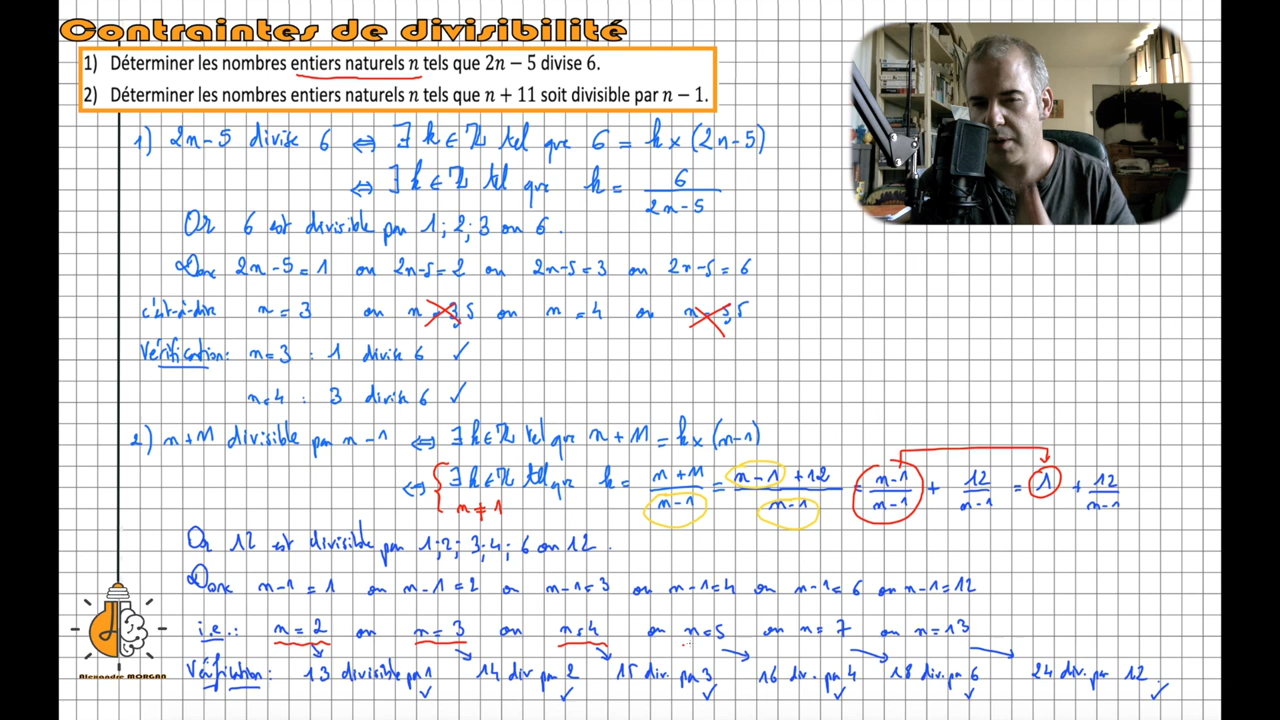 Contraintes de divisibilité
1) Déterminer les nombres entiers naturels n tels que 2n − 5 divise 6.
2) Déterminer les nombres entiers naturels n tels que n + 11 soit divisible par n − 1.
1) 2n-5 divise 6 ⇔ ∃ k ∈ ℤ tel que 6 = k × (2n-5)
⇔ ∃ k ∈ ℤ tel que k = 6/(2n-5)
Or 6 est divisible par 1; 2; 3 ou 6.
Donc 2n-5=1 ou 2n-5=2 ou 2n-5=3 ou 2n-5=6
c'est-à-dire n = 3 ou n = 3,5 ou n = 4 ou n = 5,5
Vérification: n=3 : 1 divise 6 ✓
n=4 : 3 divise 6 ✓
2) n+11 divisible par n-1 ⇔ ∃ k ∈ ℤ tel que n+11 = k × (n-1)
⇔ { ∃ k ∈ ℤ tel que k = (n+11)/(n-1) = (n-1+12)/(n-1) = (n-1)/(n-1) + 12/(n-1) = 1 + 12/(n-1)
n ≠ 1
Or 12 est divisible par 1; 2; 3; 4; 6 ou 12.
Donc n-1=1 ou n-1=2 ou n-1=3 ou n-1=4 ou n-1=6 ou n-1=12
i.e.: n=2 ou n=3 ou n=4 ou n=5 ou n=7 ou n=13
Vérification: 13 divisible par 1 ✓ 14 div par 2 ✓ 15 div. par 3 ✓ 16 div. par 4 ✓ 18 div. par 6 ✓ 24 div. par 12 ✓
Alexandre MORGAN